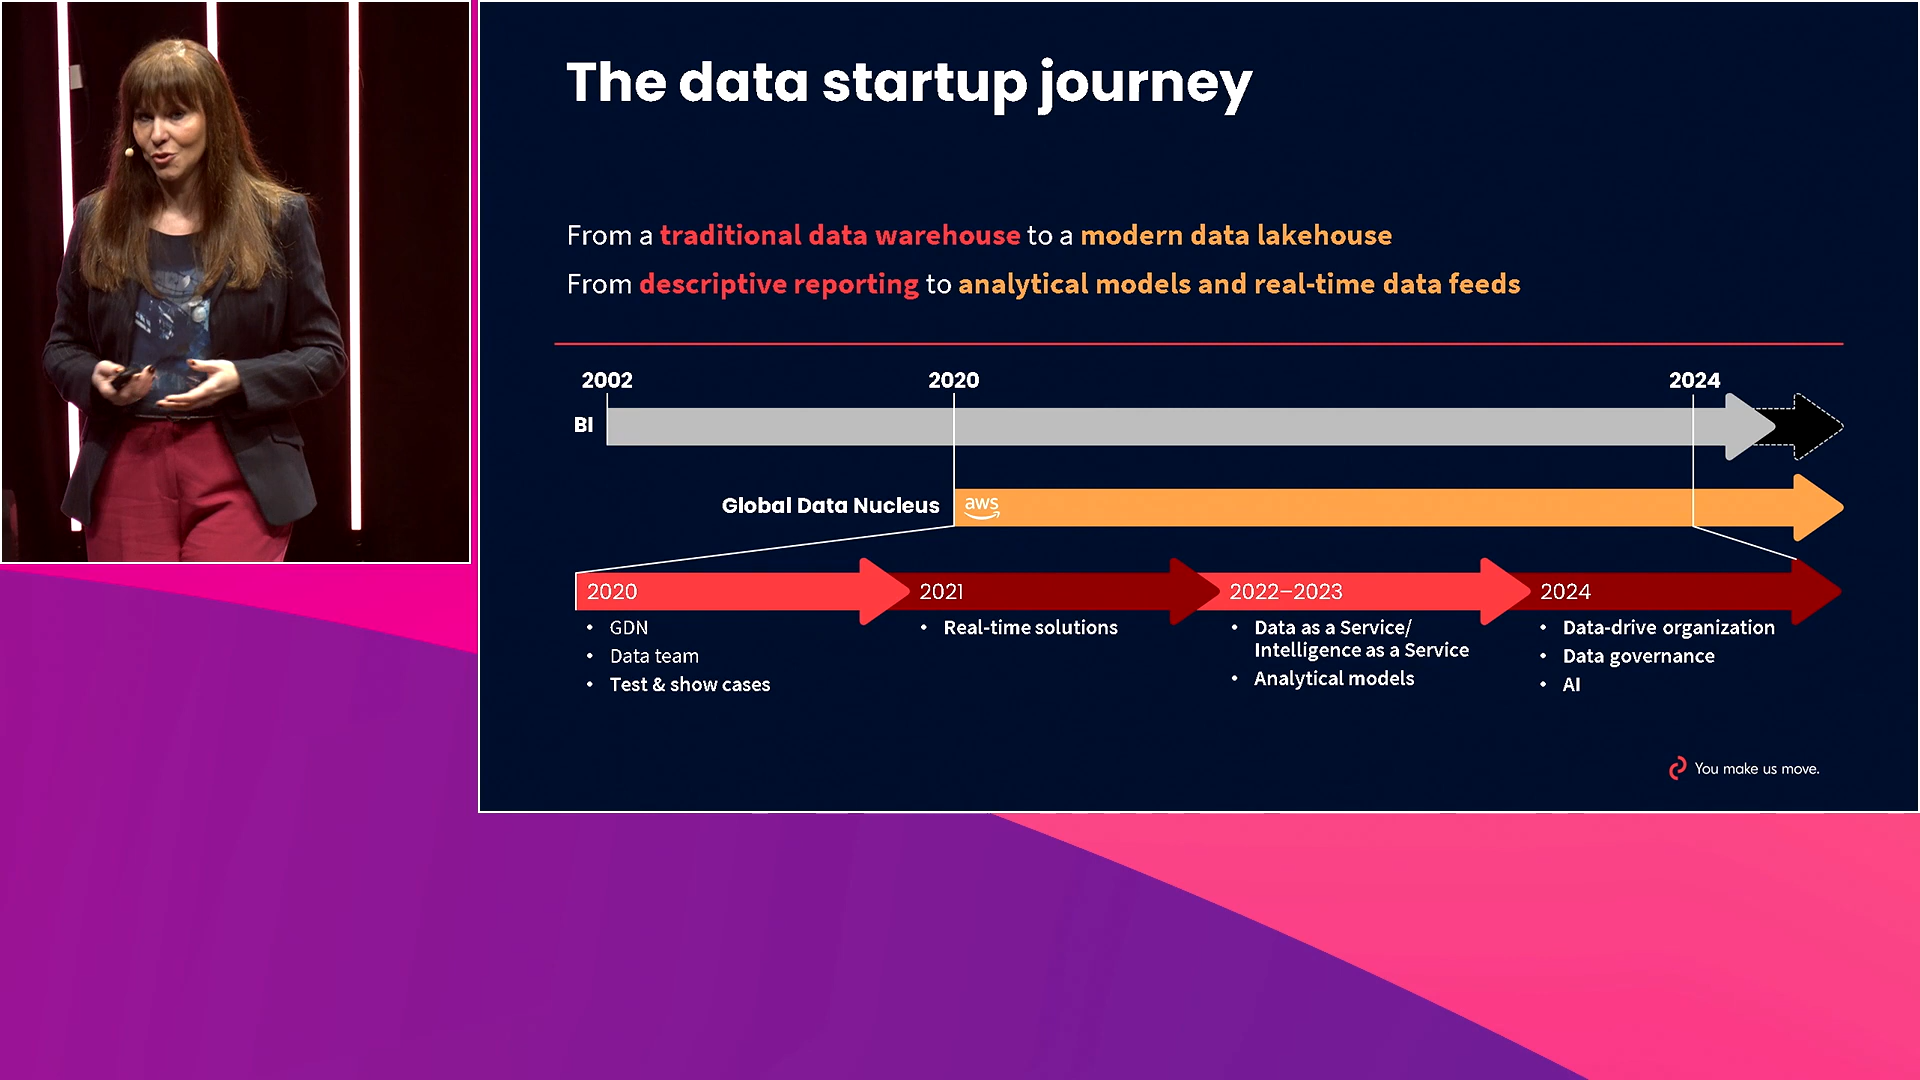 The data startup journey
From a traditional data warehouse to a modern data lakehouse
From descriptive reporting to analytical models and real-time data feeds
2002
2020
2024
BI
Global Data Nucleus
aws
2020
• GDN
• Data team
• Test & show cases
2021
• Real-time solutions
2022–2023
• Data as a Service/
Intelligence as a Service
• Analytical models
2024
• Data-drive organization
• Data governance
• AI
You make us move.